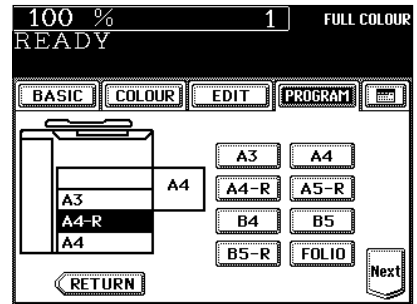 100 % 1 FULL COLOUR
READY
BASIC COLOUR EDIT PROGRAM
A3 A4
A4
A3
A4-R A5-R
A4-R
B4 B5
A4
B5-R FOLIO
Next
RETURN